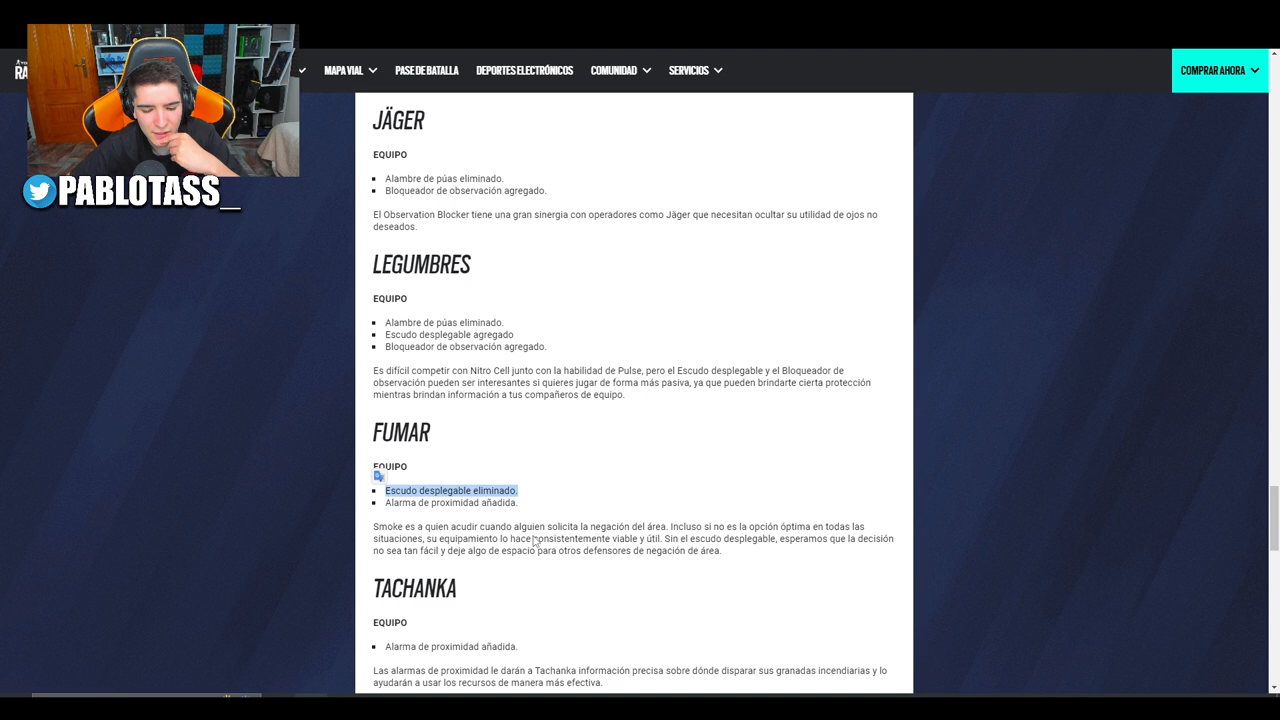 RA
MAPA VIAL
PASE DE BATALLA
DEPORTES ELECTRÓNICOS
COMUNIDAD
SERVICIOS
COMPRAR AHORA
PABLOTASS_
JÄGER
EQUIPO
Alambre de púas eliminado.
Bloqueador de observación agregado.
El Observation Blocker tiene una gran sinergia con operadores como Jäger que necesitan ocultar su utilidad de ojos no
deseados.
LEGUMBRES
EQUIPO
Alambre de púas eliminado.
Escudo desplegable agregado
Bloqueador de observación agregado.
Es difícil competir con Nitro Cell junto con la habilidad de Pulse, pero el Escudo desplegable y el Bloqueador de
observación pueden ser interesantes si quieres jugar de forma más pasiva, ya que pueden brindarte cierta protección
mientras brindan información a tus compañeros de equipo.
FUMAR
EQUIPO
Escudo desplegable eliminado.
Alarma de proximidad añadida.
Smoke es a quien acudir cuando alguien solicita la negación del área. Incluso si no es la opción óptima en todas las
situaciones, su equipamiento lo hace consistentemente viable y útil. Sin el escudo desplegable, esperamos que la decisión
no sea tan fácil y deje algo de espacio para otros defensores de negación de área.
TACHANKA
EQUIPO
Alarma de proximidad añadida.
Las alarmas de proximidad le darán a Tachanka información precisa sobre dónde disparar sus granadas incendiarias y lo
ayudarán a usar los recursos de manera más efectiva.